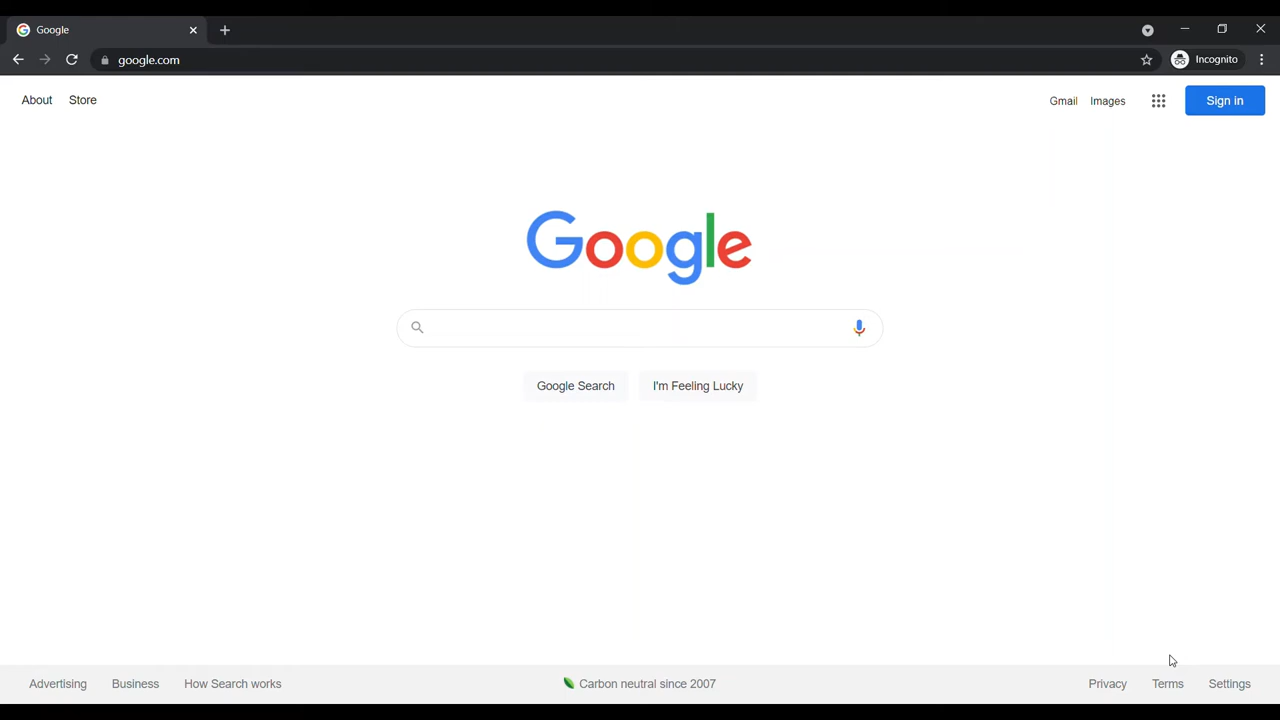 Google
google.com
Incognito
About Store
Gmail Images
Sign in
Google
Google Search I'm Feeling Lucky
Advertising Business How Search works
Carbon neutral since 2007
Privacy Terms Settings